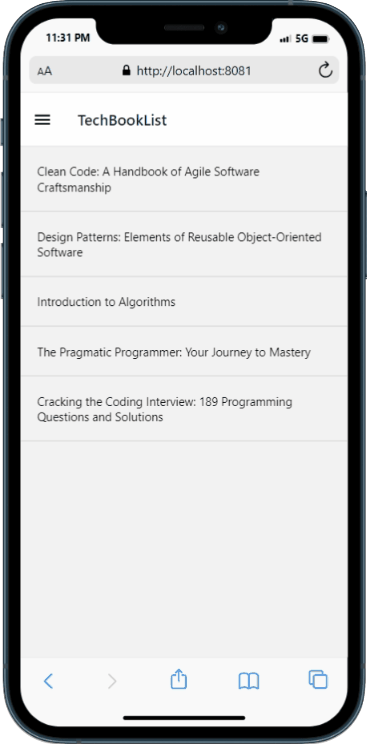 11:31 PM
5G
AA
http://localhost:8081
TechBookList
Clean Code: A Handbook of Agile Software
Craftsmanship
Design Patterns: Elements of Reusable Object-Oriented
Software
Introduction to Algorithms
The Pragmatic Programmer: Your Journey to Mastery
Cracking the Coding Interview: 189 Programming
Questions and Solutions